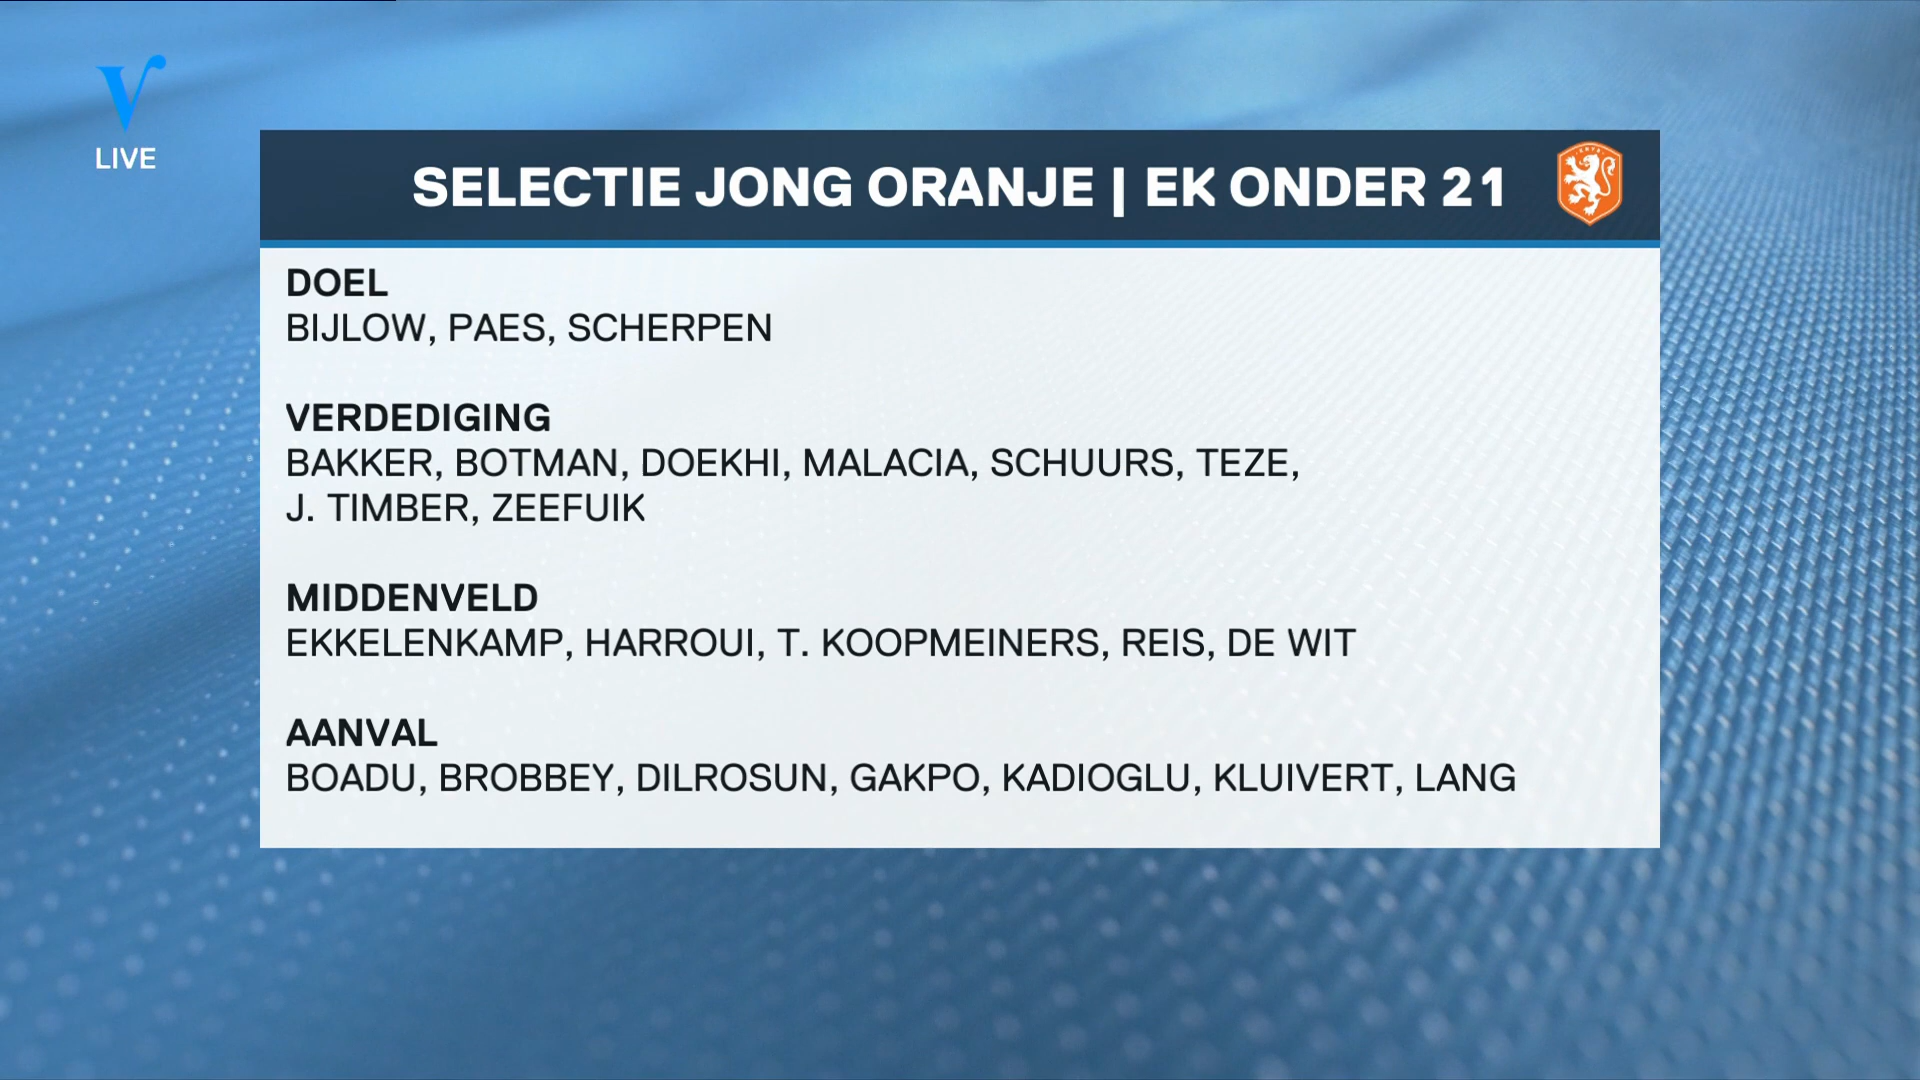 V
LIVE
SELECTIE JONG ORANJE | EK ONDER 21
DOEL
BIJLOW, PAES, SCHERPEN
VERDEDIGING
BAKKER, BOTMAN, DOEKHI, MALACIA, SCHUURS, TEZE,
J. TIMBER, ZEEFUIK
MIDDENVELD
EKKELENKAMP, HARROUI, T. KOOPMEINERS, REIS, DE WIT
AANVAL
BOADU, BROBBEY, DILROSUN, GAKPO, KADIOGLU, KLUIVERT, LANG